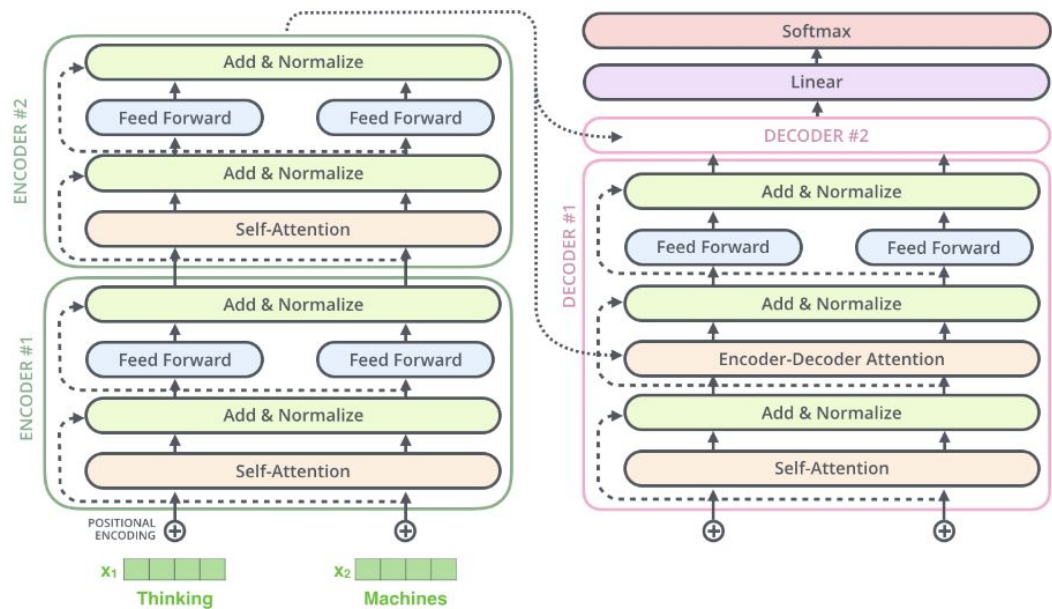 ENCODER #2
Add & Normalize
Feed Forward
Feed Forward
Add & Normalize
Self-Attention
ENCODER #1
Add & Normalize
Feed Forward
Feed Forward
Add & Normalize
Self-Attention
POSITIONAL
ENCODING
x₁
x₂
Thinking
Machines
Softmax
Linear
DECODER #2
DECODER #1
Add & Normalize
Feed Forward
Feed Forward
Add & Normalize
Encoder-Decoder Attention
Add & Normalize
Self-Attention